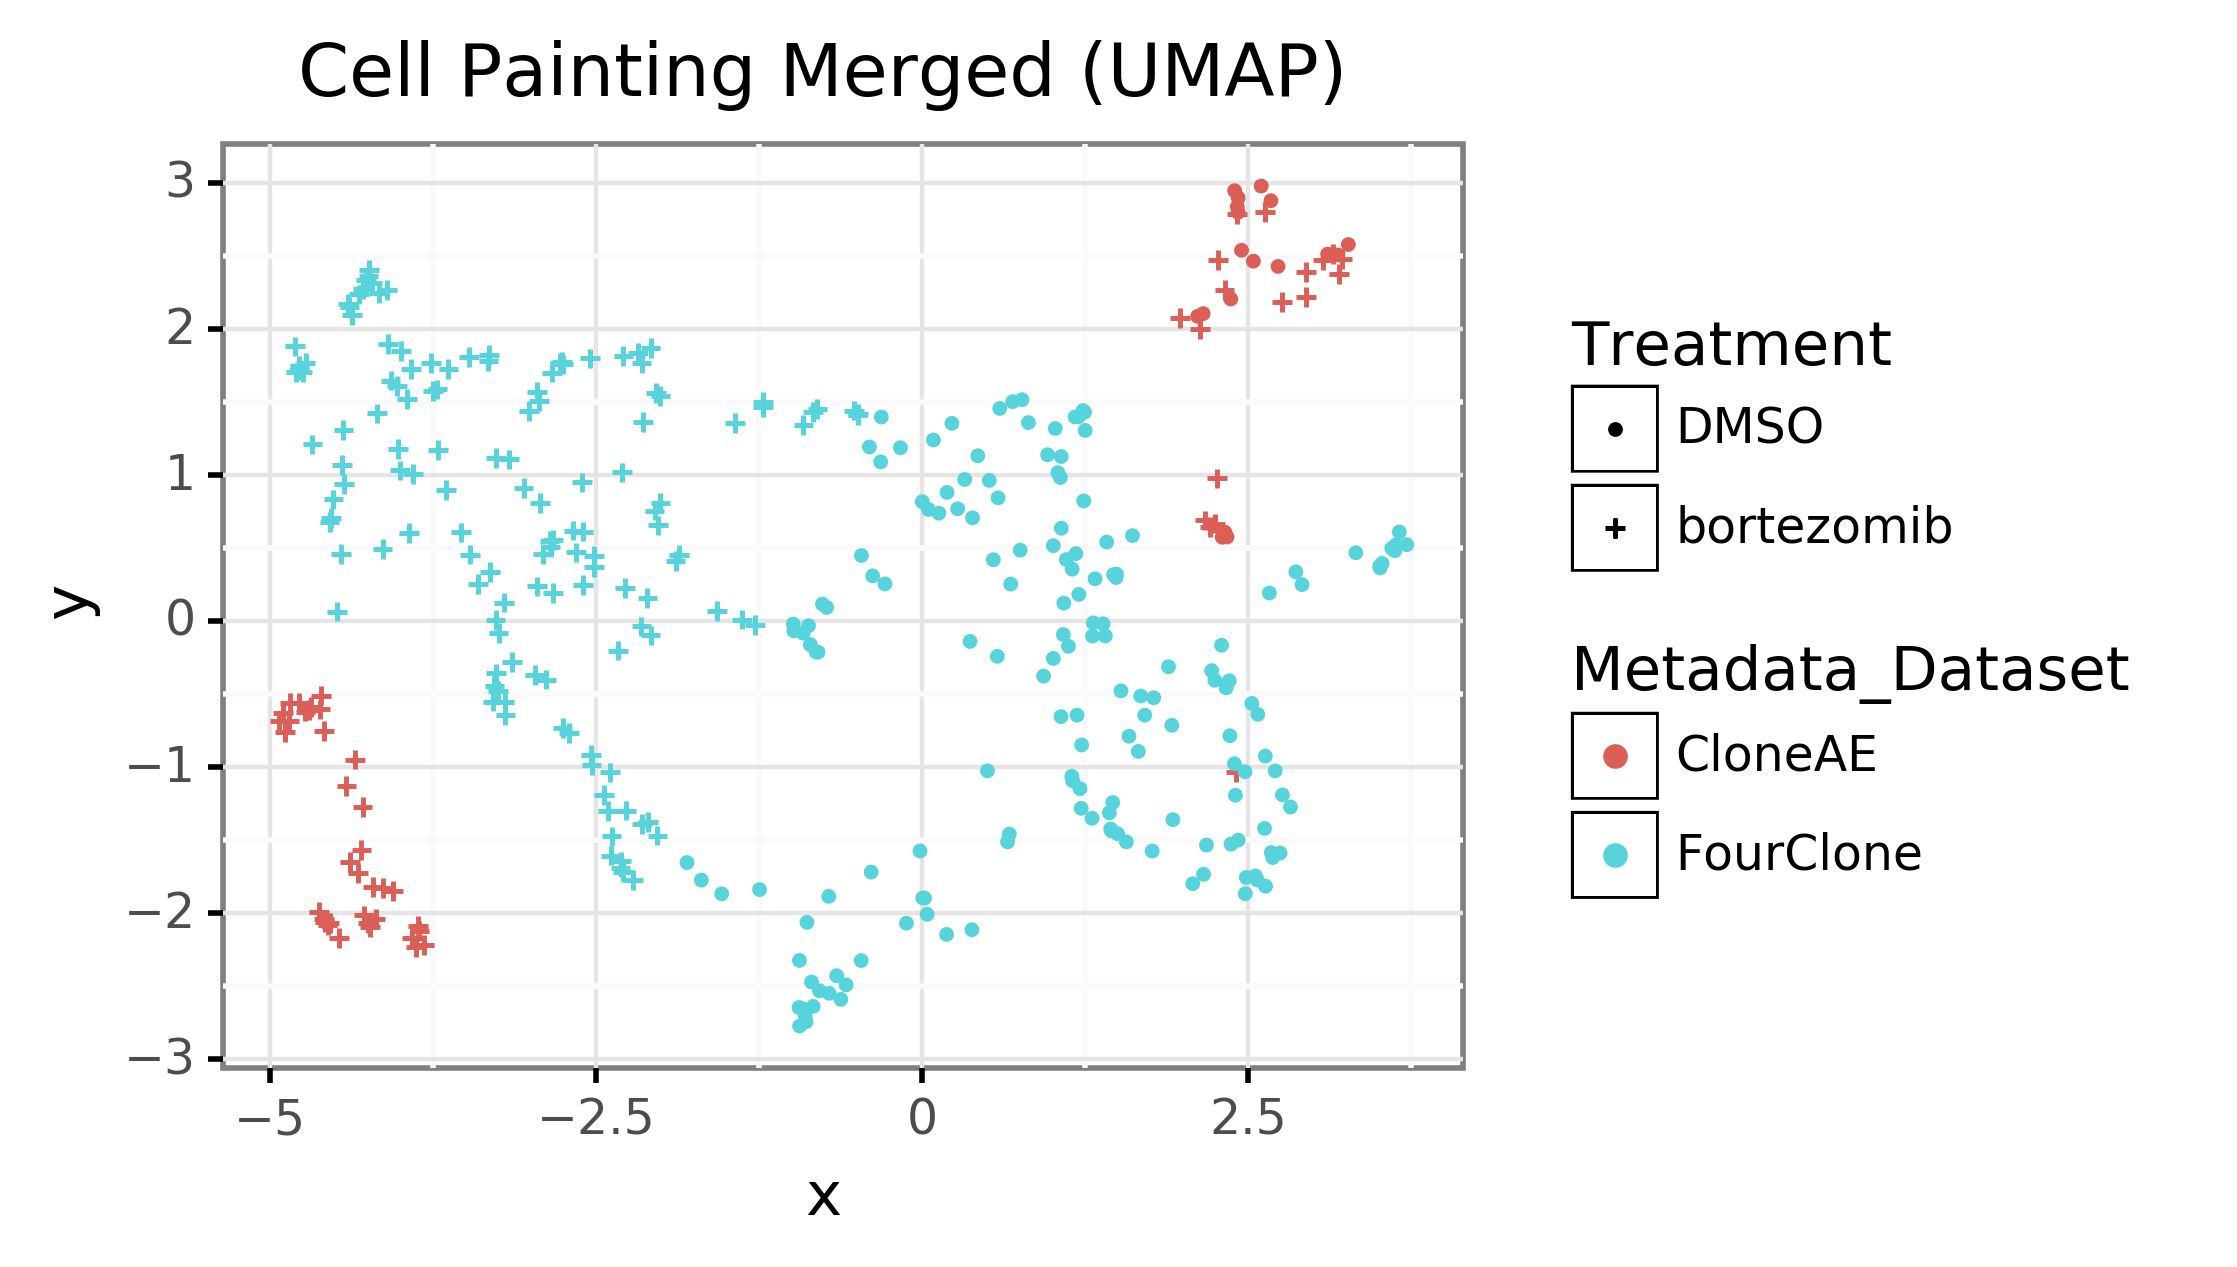 Cell Painting Merged (UMAP)
3
2
1
0
−1
−2
−3
y
−5
−2.5
0
2.5
x
Treatment
DMSO
bortezomib
Metadata_Dataset
CloneAE
FourClone